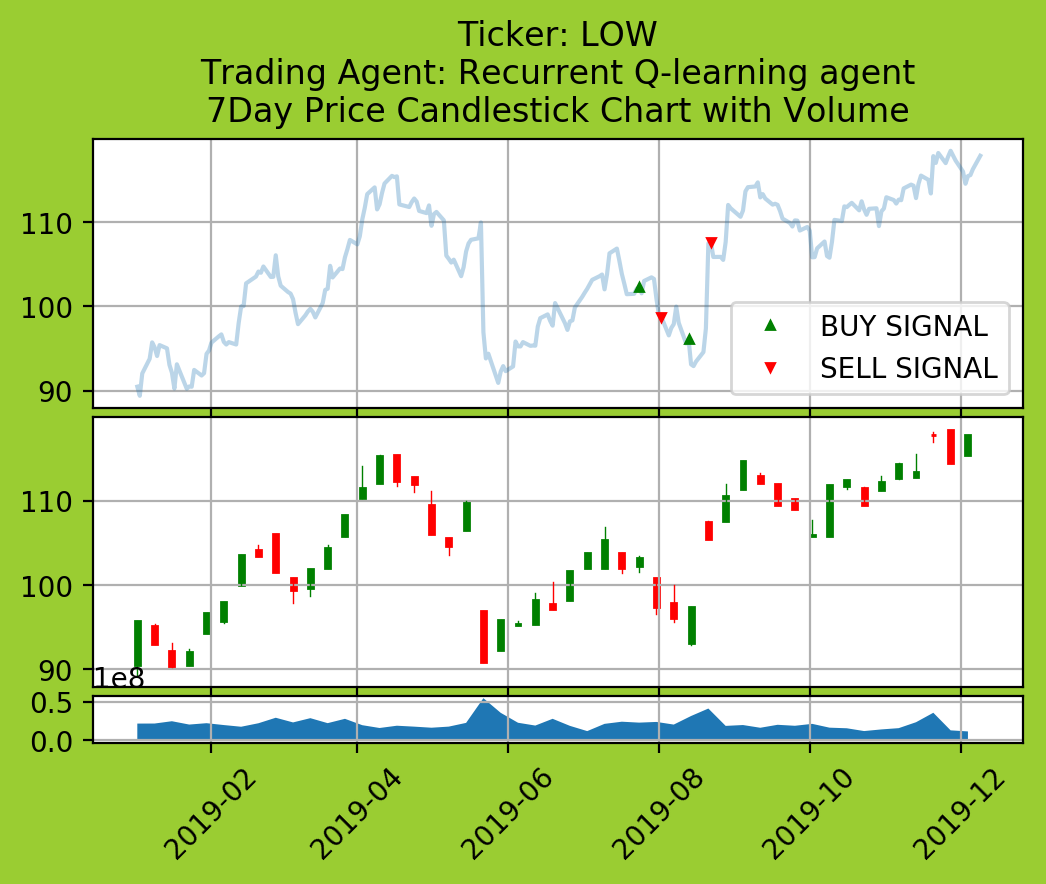 Ticker: LOW
Trading Agent: Recurrent Q-learning agent
7Day Price Candlestick Chart with Volume
110
100
90
BUY SIGNAL
SELL SIGNAL
110
100
90
1e8
0.5
0.0
2019-02
2019-04
2019-06
2019-08
2019-10
2019-12